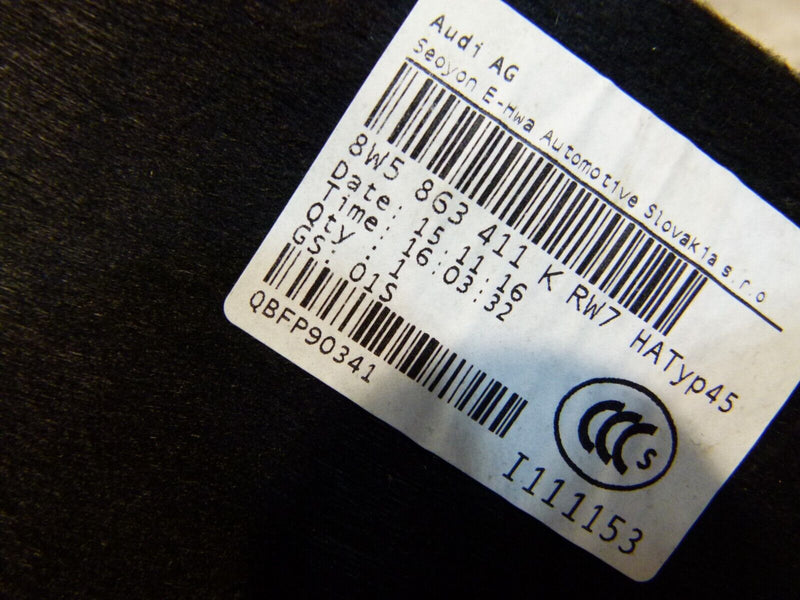 Audi AG
Seoyon E-Hwa Automotive Slovakia s.r.o
8W5 863 411 K RW7 HATyp45
Date: 15.11.16
Time: 16:03:32
Qty : 1
GS: 01S
QBFP90341
CCC S
I111153